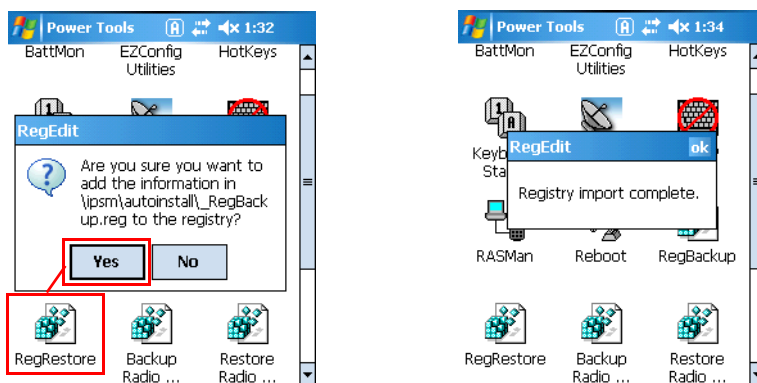 Power Tools A 1:32
BattMon EZConfig HotKeys
Utilities
1
RegEdit
Are you sure you want to
add the information in
\ipsm\autoinstall\_RegBack
up.reg to the registry?
Yes No
RegRestore Backup Restore
Radio ... Radio ...
Power Tools A 1:34
BattMon EZConfig HotKeys
Utilities
1
A
RegEdit ok
Keyb
Sta
Registry import complete.
RASMan Reboot RegBackup
RegRestore Backup Restore
Radio ... Radio ...